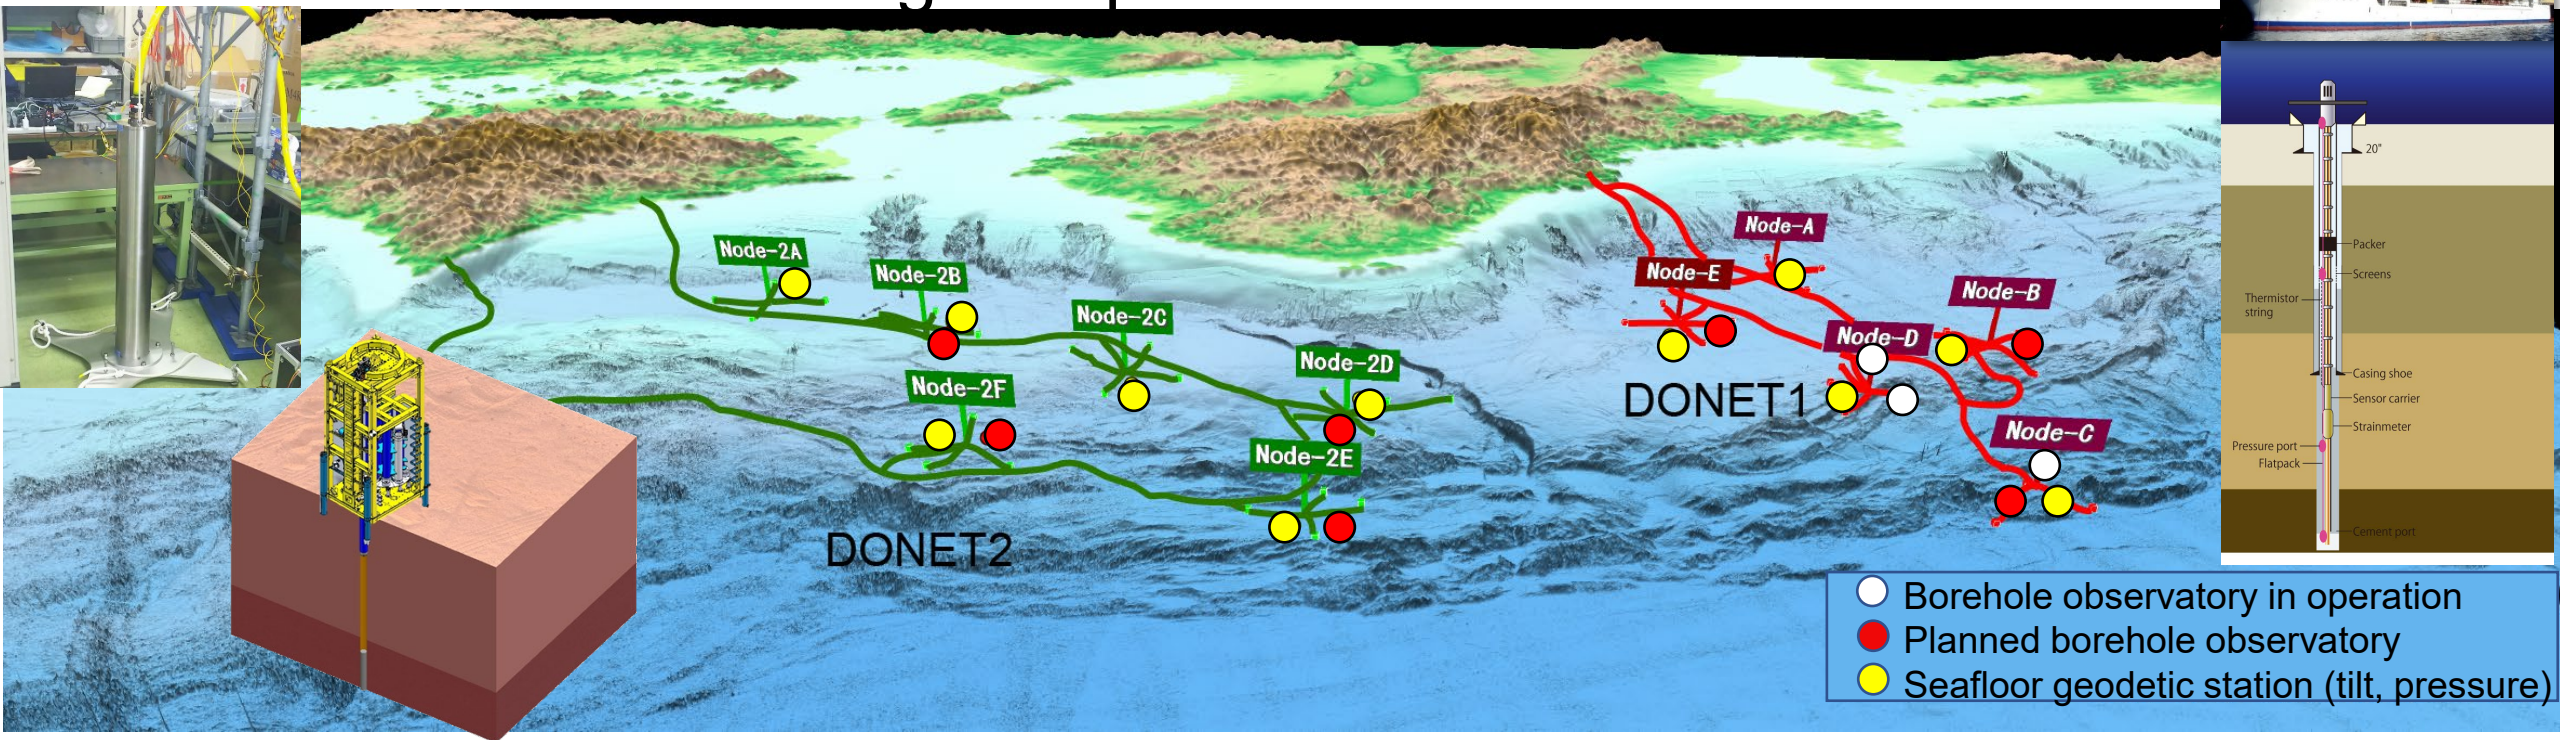 Node-2A
Node-2B
Node-2C
Node-2D
Node-2F
Node-2E
DONET2
Node-A
Node-E
Node-B
Node-D
DONET1
Node-C
20"
Packer
Screens
Thermistor
string
Casing shoe
Sensor carrier
Strainmeter
Pressure port
Flatpack
Cement port
Borehole observatory in operation
Planned borehole observatory
Seafloor geodetic station (tilt, pressure)